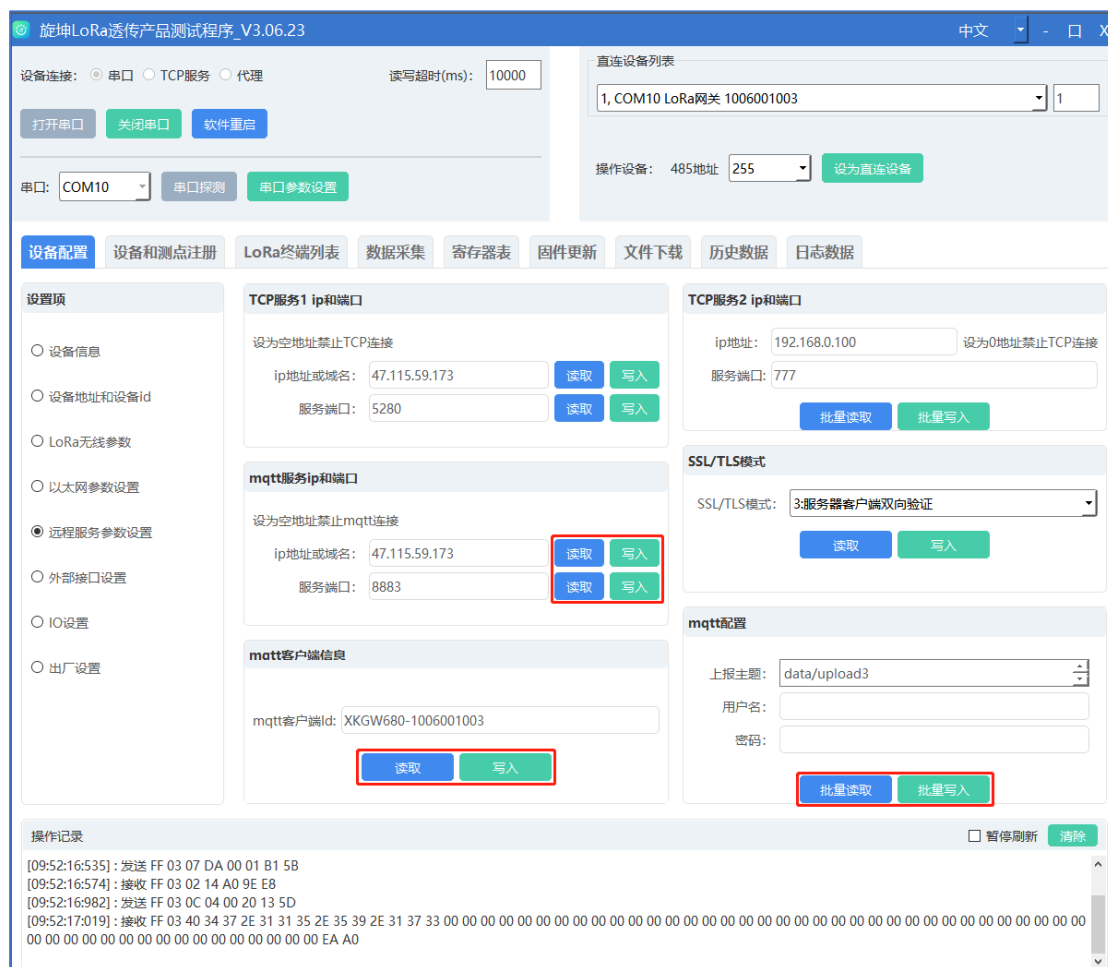 旋坤LoRa透传产品测试程序_V3.06.23 中文
设备连接: 串口 TCP服务 代理 读写超时(ms): 10000
直连设备列表
1, COM10 LoRa网关 1006001003 1
打开串口 关闭串口 软件重启
操作设备: 485地址 255 设为直连设备
串口: COM10 串口探测 串口参数设置
设备配置 设备和测点注册 LoRa终端列表 数据采集 寄存器表 固件更新 文件下载 历史数据 日志数据
设置项
设备信息
设备地址和设备id
LoRa无线参数
以太网参数设置
远程服务参数设置
外部接口设置
IO设置
出厂设置
TCP服务1 ip和端口
设为空地址禁止TCP连接
ip地址或域名: 47.115.59.173 读取 写入
服务端口: 5280 读取 写入
TCP服务2 ip和端口
ip地址: 192.168.0.100 设为0地址禁止TCP连接
服务端口: 777
批量读取 批量写入
mqtt服务ip和端口
设为空地址禁止mqtt连接
ip地址或域名: 47.115.59.173 读取 写入
服务端口: 8883 读取 写入
SSL/TLS模式
SSL/TLS模式: 3:服务器客户端双向验证
读取 写入
mqtt客户端信息
mqtt客户端Id: XKGW680-1006001003
读取 写入
mqtt配置
上报主题: data/upload3
用户名:
密码:
批量读取 批量写入
操作记录 暂停刷新 清除
[09:52:16:535] : 发送 FF 03 07 DA 00 01 B1 5B
[09:52:16:574] : 接收 FF 03 02 14 A0 9E E8
[09:52:16:982] : 发送 FF 03 0C 04 00 20 13 5D
[09:52:17:019] : 接收 FF 03 40 34 37 2E 31 31 35 2E 35 39 2E 31 37 33 00 00 00 00 00 00 00 00 00 00 00 00 00 00 00 00 00 00 00 00 00 00 00 00 00 00 00 00 00 00 00 00 00 00 00
00 00 00 00 00 00 00 00 00 00 00 00 00 00 00 00 EA A0